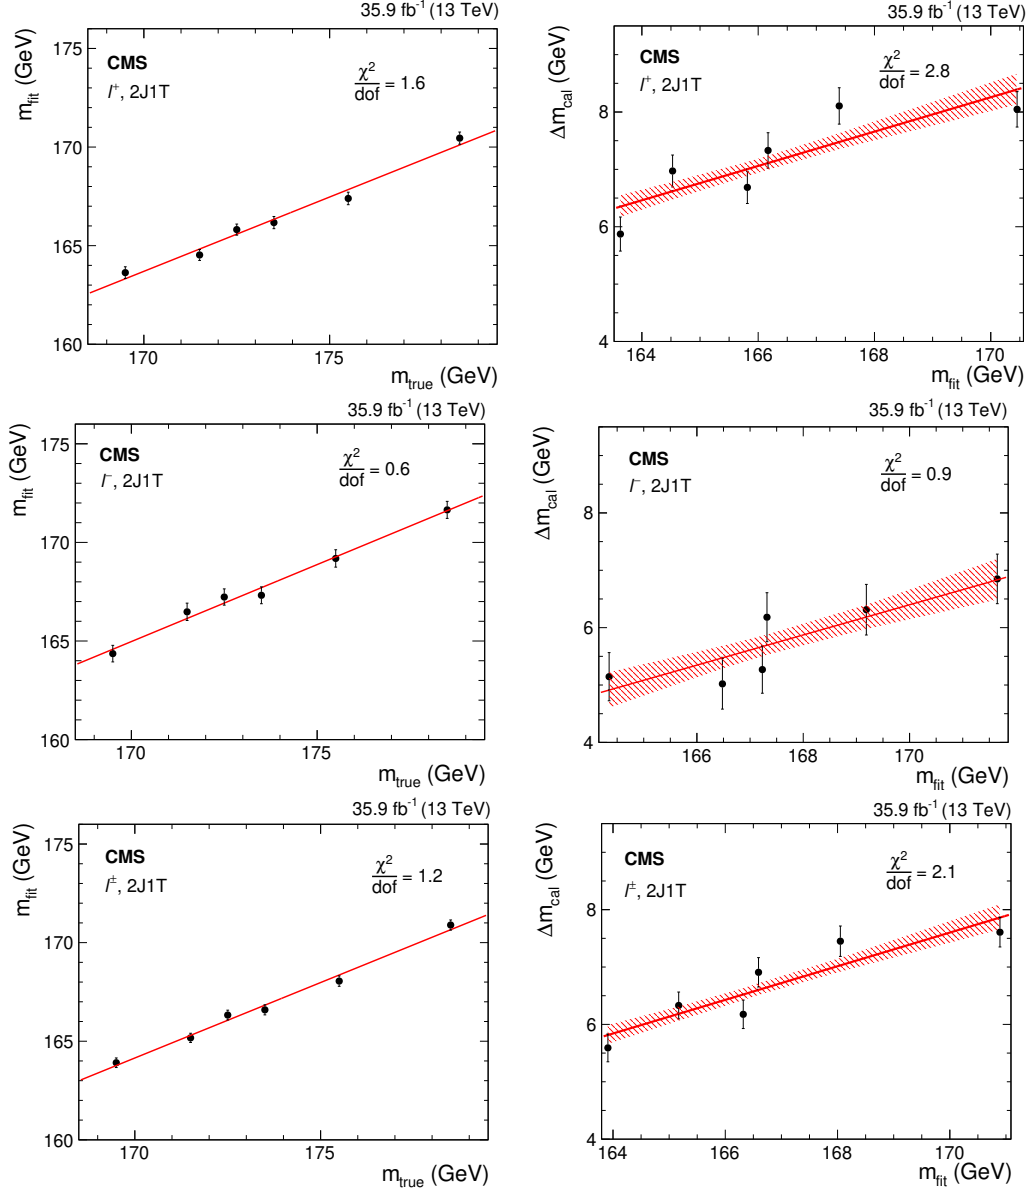 35.9 fb⁻¹ (13 TeV)
m_fit (GeV)
175
170
165
160
CMS
l⁺, 2J1T
χ²/dof = 1.6
170 175
m_true (GeV)
35.9 fb⁻¹ (13 TeV)
Δm_cal (GeV)
8
6
4
CMS
l⁺, 2J1T
χ²/dof = 2.8
164 166 168 170
m_fit (GeV)
35.9 fb⁻¹ (13 TeV)
m_fit (GeV)
175
170
165
160
CMS
l⁻, 2J1T
χ²/dof = 0.6
170 175
m_true (GeV)
35.9 fb⁻¹ (13 TeV)
Δm_cal (GeV)
8
6
4
CMS
l⁻, 2J1T
χ²/dof = 0.9
166 168 170
m_fit (GeV)
35.9 fb⁻¹ (13 TeV)
m_fit (GeV)
175
170
165
160
CMS
l±, 2J1T
χ²/dof = 1.2
170 175
m_true (GeV)
35.9 fb⁻¹ (13 TeV)
Δm_cal (GeV)
8
6
4
CMS
l±, 2J1T
χ²/dof = 2.1
164 166 168 170
m_fit (GeV)